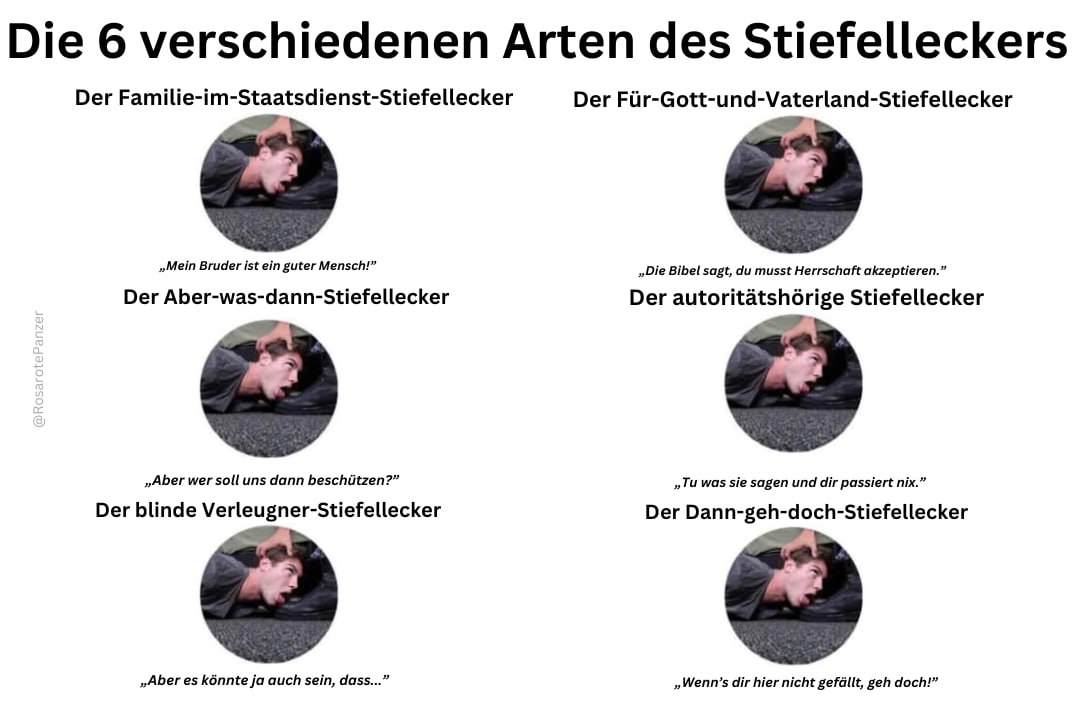 Die 6 verschiedenen Arten des Stiefelleckers
Der Familie-im-Staatsdienst-Stiefellecker
„Mein Bruder ist ein guter Mensch!”
Der Für-Gott-und-Vaterland-Stiefellecker
„Die Bibel sagt, du musst Herrschaft akzeptieren.”
Der Aber-was-dann-Stiefellecker
„Aber wer soll uns dann beschützen?”
Der autoritätshörige Stiefellecker
„Tu was sie sagen und dir passiert nix.”
Der blinde Verleugner-Stiefellecker
„Aber es könnte ja auch sein, dass...”
Der Dann-geh-doch-Stiefellecker
„Wenn’s dir hier nicht gefällt, geh doch!”
@RosarotePanzer